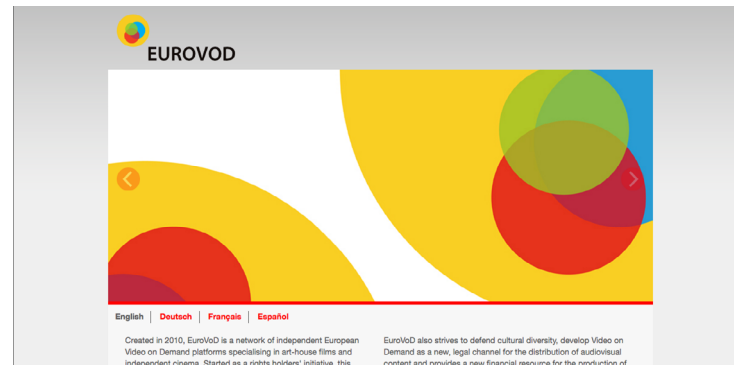 EUROVOD
English | Deutsch | Français | Español
Created in 2010, EuroVoD is a network of independent European
Video on Demand platforms specialising in art-house films and
independent cinema. Started as a rights holders' initiative, this
EuroVoD also strives to defend cultural diversity, develop Video on
Demand as a new, legal channel for the distribution of audiovisual
content and provides a new financial resource for the production of